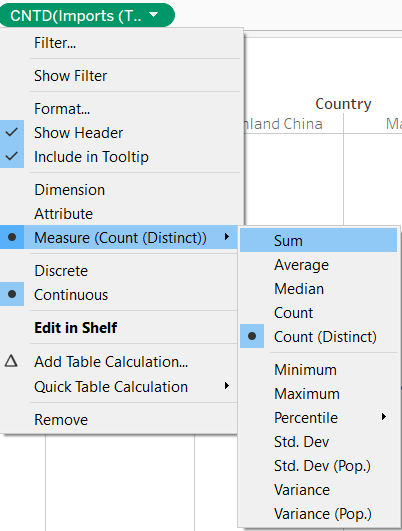 CNTD(Imports (T..
Filter...
Show Filter
Format...
Show Header
Include in Tooltip
Dimension
Attribute
Measure (Count (Distinct))
Discrete
Continuous
Edit in Shelf
Add Table Calculation...
Quick Table Calculation
Remove
Country
China
Sum
Average
Median
Count
Count (Distinct)
Minimum
Maximum
Percentile
Std. Dev
Std. Dev (Pop.)
Variance
Variance (Pop.)